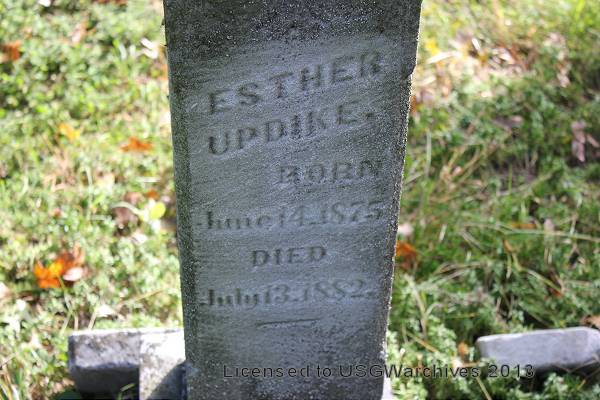 ESTHER
UPDIKE.
BORN
June 14.1875
DIED
July 13.1882.
Licensed to USGWarchives 2013